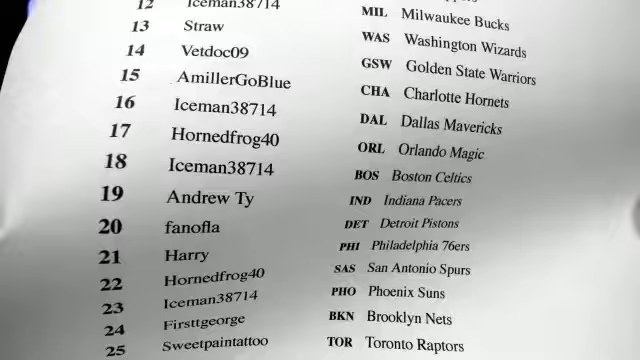 12 Iceman38714 MIL Milwaukee Bucks
13 Straw WAS Washington Wizards
14 Vetdoc09 GSW Golden State Warriors
15 AmillerGoBlue CHA Charlotte Hornets
16 Iceman38714 DAL Dallas Mavericks
17 Hornedfrog40 ORL Orlando Magic
18 Iceman38714 BOS Boston Celtics
19 Andrew Ty IND Indiana Pacers
20 fanofla DET Detroit Pistons
21 Harry PHI Philadelphia 76ers
22 Hornedfrog40 SAS San Antonio Spurs
23 Iceman38714 PHO Phoenix Suns
24 Firsttgeorge BKN Brooklyn Nets
25 Sweetpaintattoo TOR Toronto Raptors